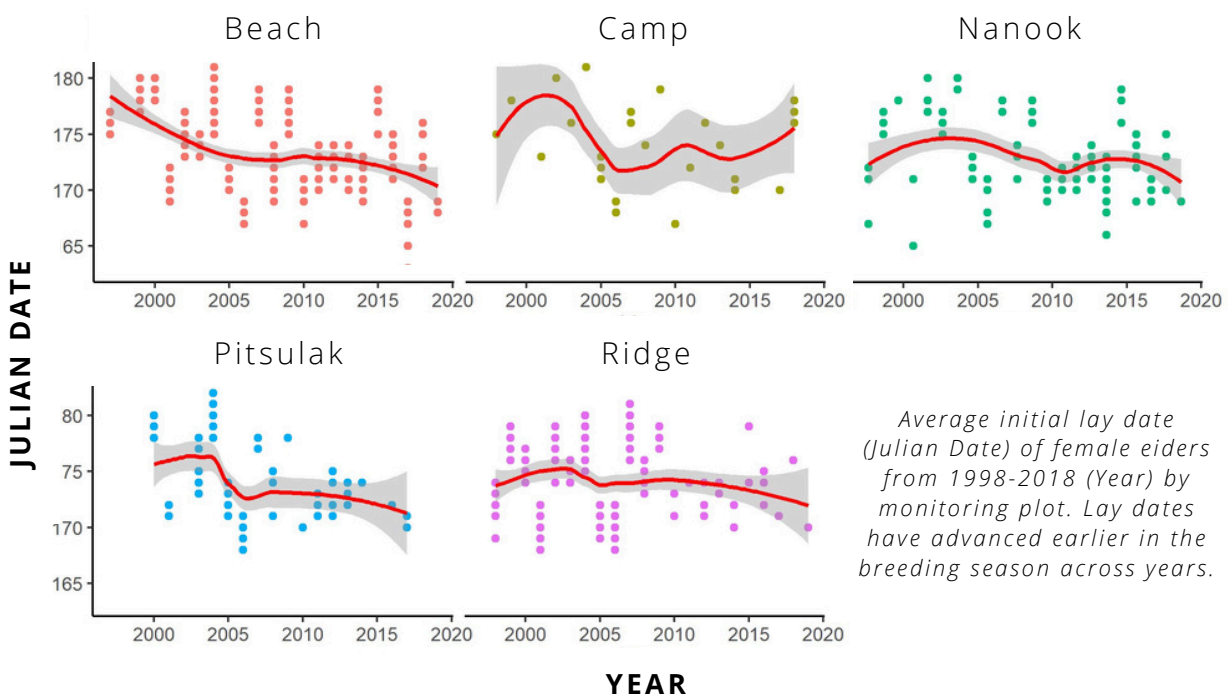 Beach
Camp
Nanook
180
175
170
65
2000 2005 2010 2015 2020
2000 2005 2010 2015 2020
2000 2005 2010 2015 2020
JULIAN DATE
Pitsulak
Ridge
80
75
170
165
2000 2005 2010 2015 2020
2000 2005 2010 2015 2020
YEAR
Average initial lay date
(Julian Date) of female eiders
from 1998-2018 (Year) by
monitoring plot. Lay dates
have advanced earlier in the
breeding season across years.